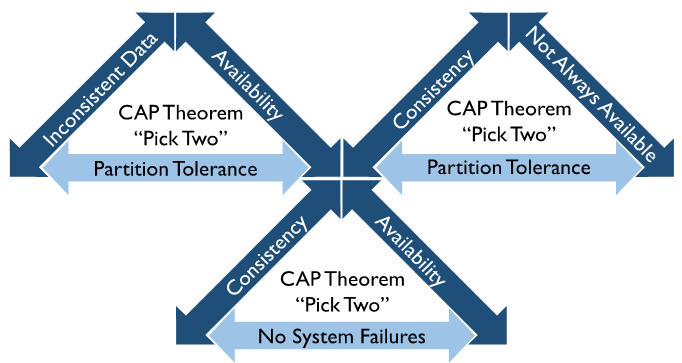 Inconsistent Data
Availability
CAP Theorem
“Pick Two”
Partition Tolerance
Consistency
Not Always Available
CAP Theorem
“Pick Two”
Partition Tolerance
Consistency
Availability
CAP Theorem
“Pick Two”
No System Failures